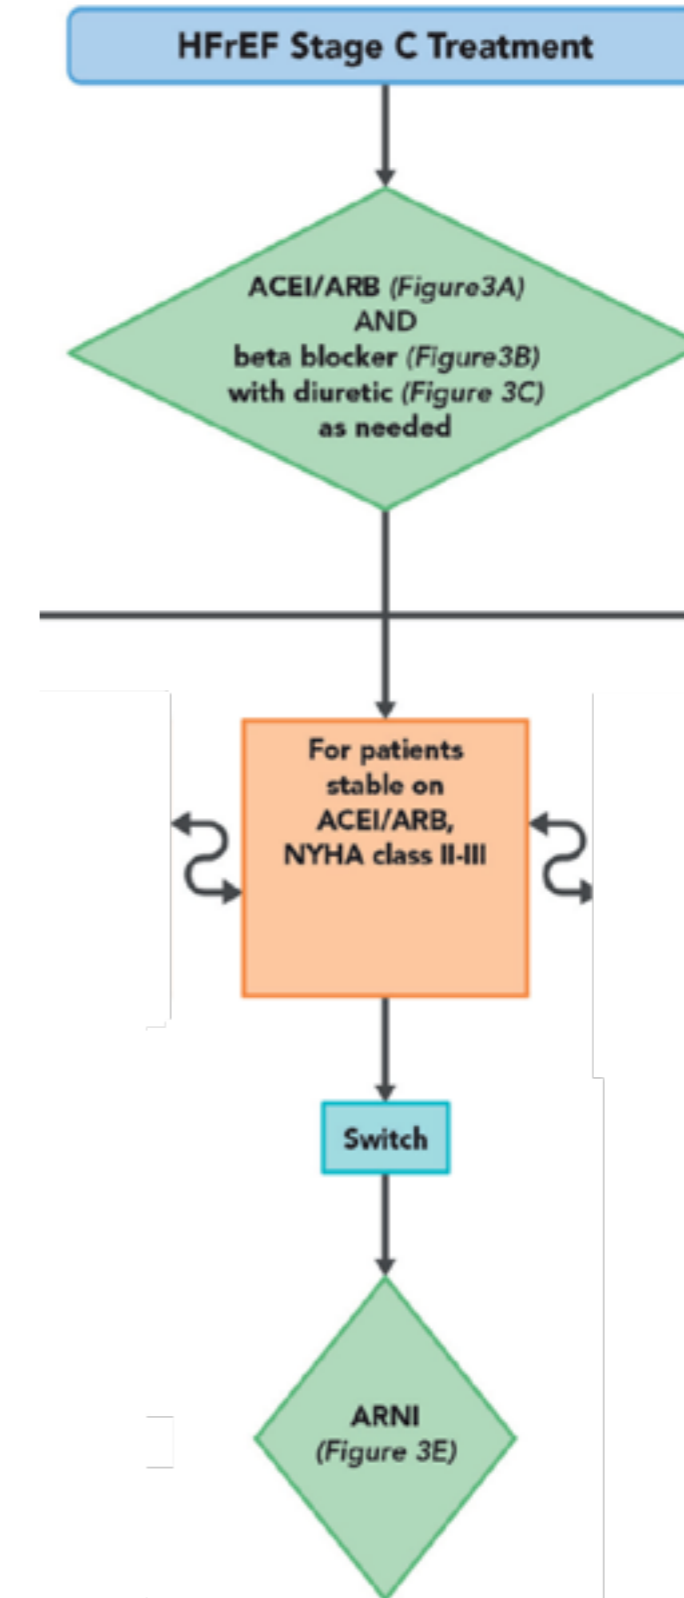 HFrEF Stage C Treatment
ACEI/ARB (Figure3A)
AND
beta blocker (Figure3B)
with diuretic (Figure 3C)
as needed
For patients
stable on
ACEI/ARB,
NYHA class II-III
Switch
ARNI
(Figure 3E)